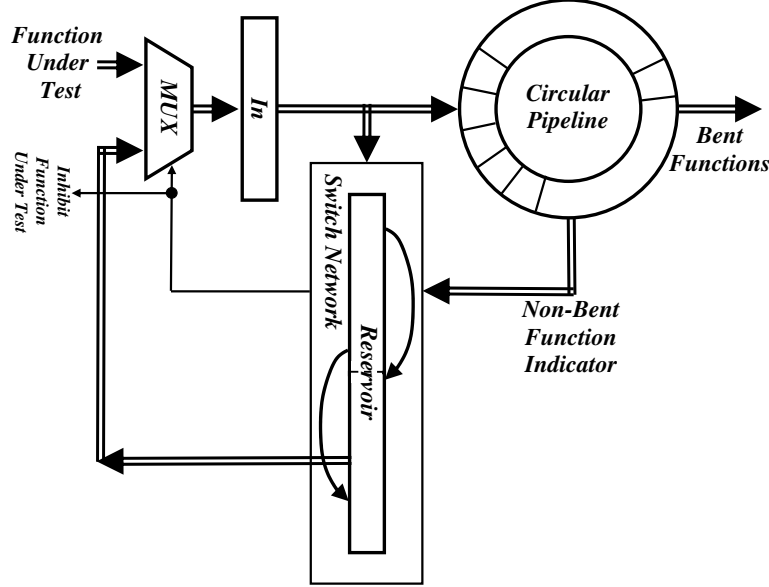 Function
Under
Test
MUX
In
Circular
Pipeline
Bent
Functions
Inhibit
Function
Under Test
Switch Network
Reservoir
Non-Bent
Function
Indicator